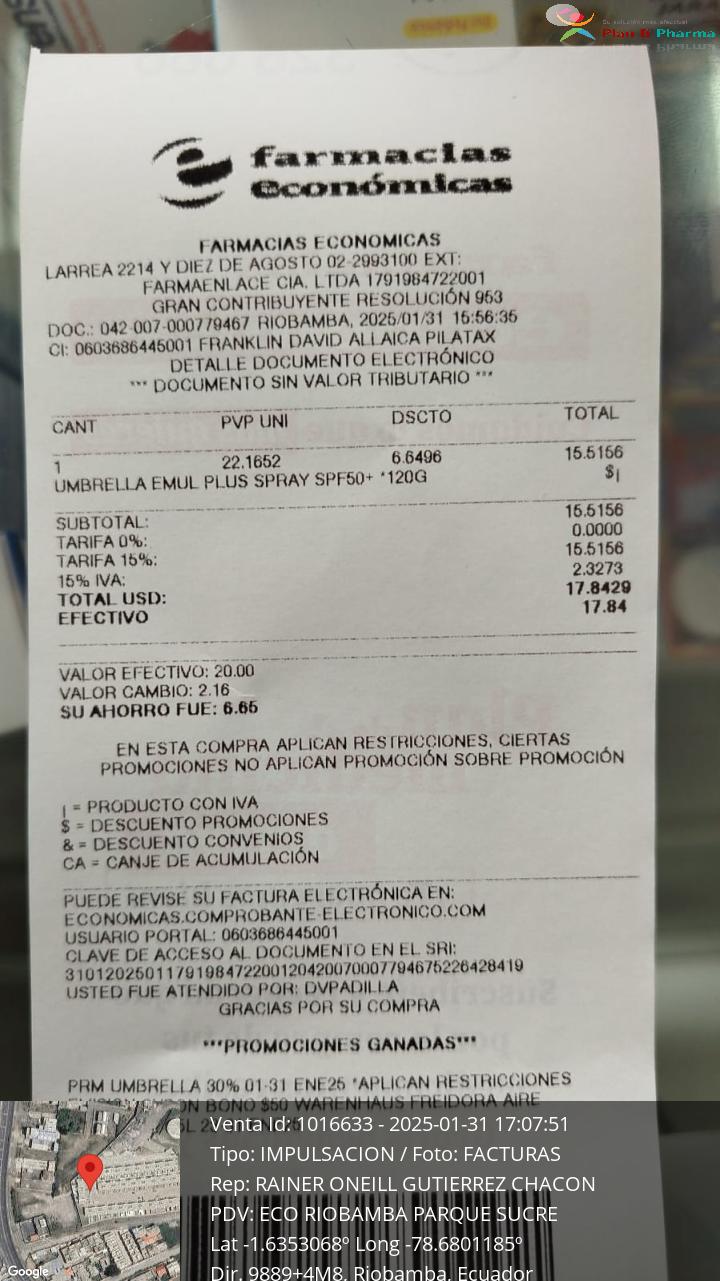 Su solución más efectiva!
Plan B Pharma
farmacias
económicas
FARMACIAS ECONOMICAS
LARREA 2214 Y DIEZ DE AGOSTO 02-2993100 EXT:
FARMAENLACE CIA. LTDA 1791984722001
GRAN CONTRIBUYENTE RESOLUCIÓN 953
DOC.: 042-007-000779467 RIOBAMBA, 2025/01/31 15:56:35
CI: 0603686445001 FRANKLIN DAVID ALLAICA PILATAX
DETALLE DOCUMENTO ELECTRÓNICO
*** DOCUMENTO SIN VALOR TRIBUTARIO ***
CANT PVP UNI DSCTO TOTAL
1 22.1652 6.6496 15.5156
UMBRELLA EMUL PLUS SPRAY SPF50+ *120G $¡
SUBTOTAL: 15.5156
TARIFA 0%: 0.0000
TARIFA 15%: 15.5156
15% IVA: 2.3273
TOTAL USD: 17.8429
EFECTIVO 17.84
VALOR EFECTIVO: 20.00
VALOR CAMBIO: 2.16
SU AHORRO FUE: 6.65
EN ESTA COMPRA APLICAN RESTRICCIONES, CIERTAS
PROMOCIONES NO APLICAN PROMOCIÓN SOBRE PROMOCIÓN
¡ = PRODUCTO CON IVA
$ = DESCUENTO PROMOCIONES
& = DESCUENTO CONVENIOS
CA = CANJE DE ACUMULACIÓN
PUEDE REVISE SU FACTURA ELECTRÓNICA EN:
ECONOMICAS.COMPROBANTE-ELECTRONICO.COM
USUARIO PORTAL: 0603686445001
CLAVE DE ACCESO AL DOCUMENTO EN EL SRI:
3101202501179198472200120420070007794675226428419
USTED FUE ATENDIDO POR: DVPADILLA
GRACIAS POR SU COMPRA
***PROMOCIONES GANADAS***
PRM UMBRELLA 30% 01-31 ENE25 *APLICAN RESTRICCIONES
BONO $50 WARENHAUS FREIDORA AIRE
Venta Id: 1016633 - 2025-01-31 17:07:51
Tipo: IMPULSACION / Foto: FACTURAS
Rep: RAINER ONEILL GUTIERREZ CHACON
PDV: ECO RIOBAMBA PARQUE SUCRE
Lat -1.6353068º Long -78.6801185º
Dir. 9889+4M8, Riobamba, Ecuador
Google